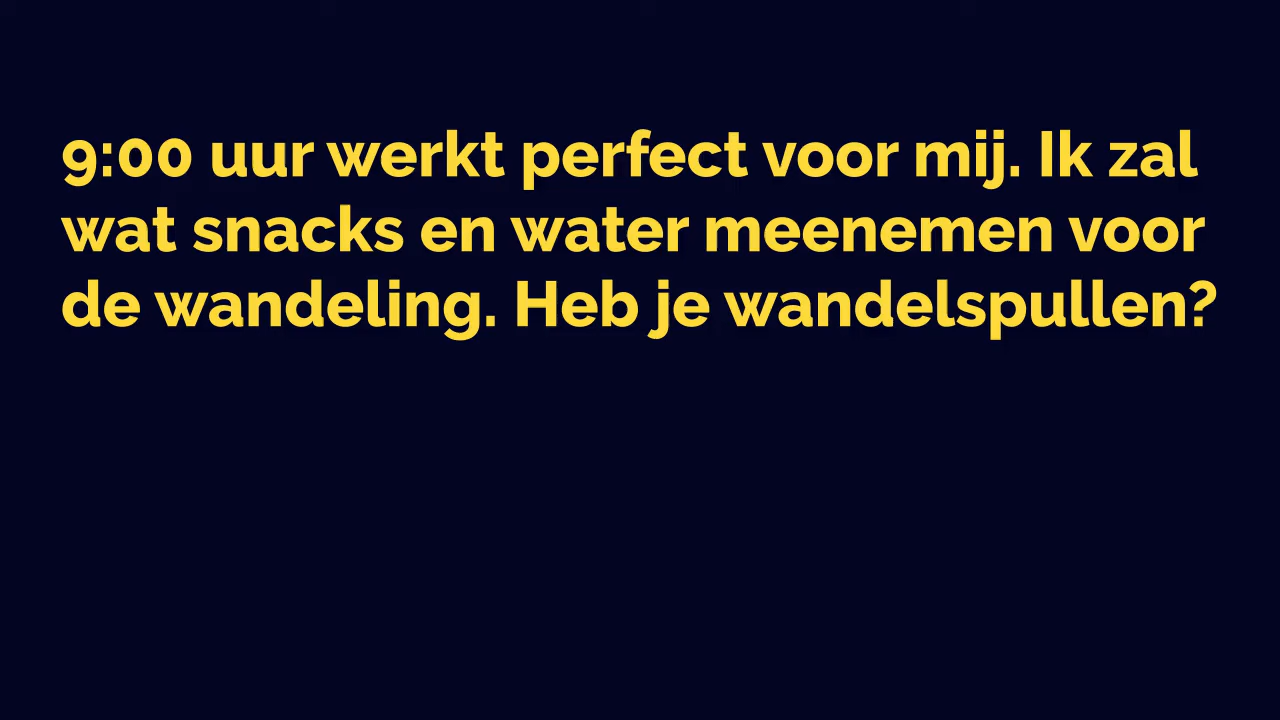 9:00 uur werkt perfect voor mij. Ik zal
wat snacks en water meenemen voor
de wandeling. Heb je wandelspullen?